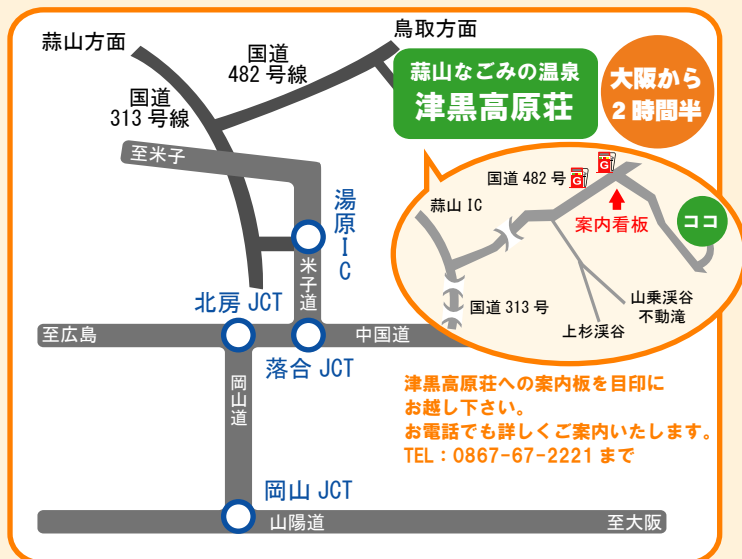 蒜山方面
国道
482 号線
鳥取方面
国道
313 号線
蒜山なごみの温泉
津黒高原荘
大阪から
2 時間半
至米子
湯原IC
米子道
北房 JCT
至広島
中国道
落合 JCT
岡山道
岡山 JCT
山陽道
至大阪
国道 482 号
G
G
蒜山 IC
案内看板
ココ
国道 313 号
山乗渓谷
不動滝
上杉渓谷
津黒高原荘への案内板を目印に
お越し下さい。
お電話でも詳しくご案内いたします。
TEL：0867-67-2221 まで